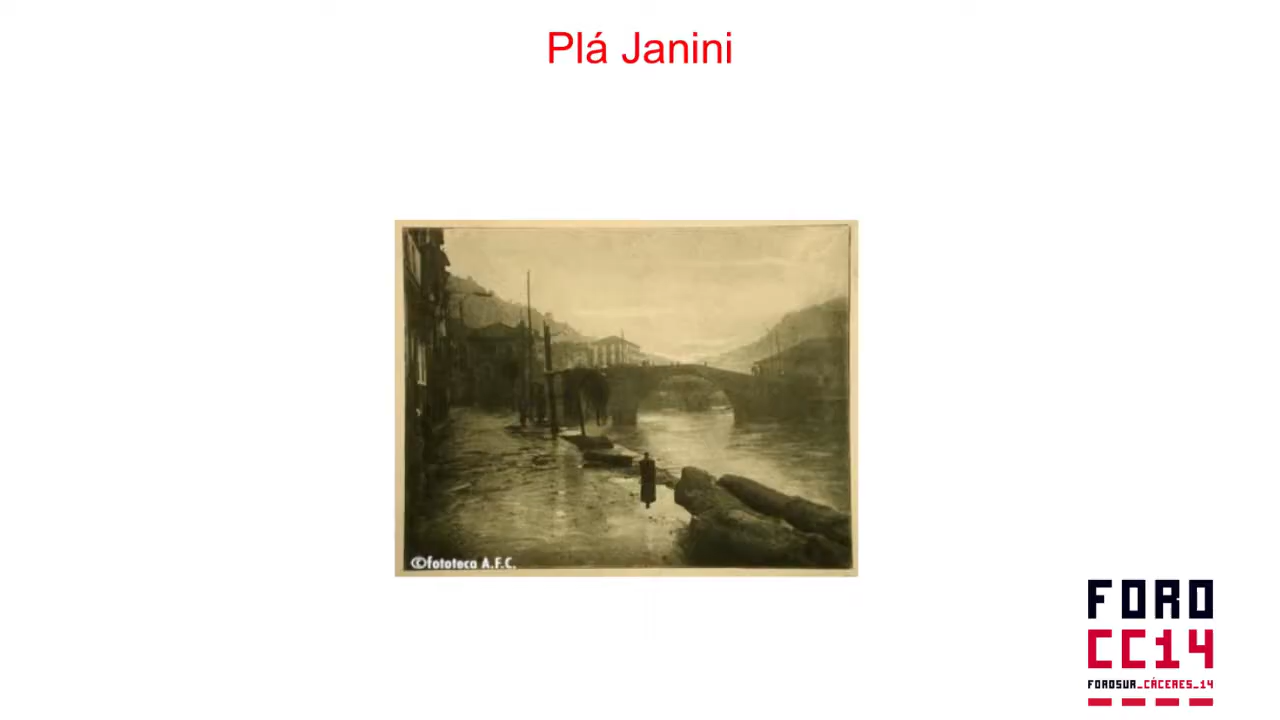 Plá Janini
©fototeca A.F.C.
FORO
CC14
FOROSUR_CÁCERES_14